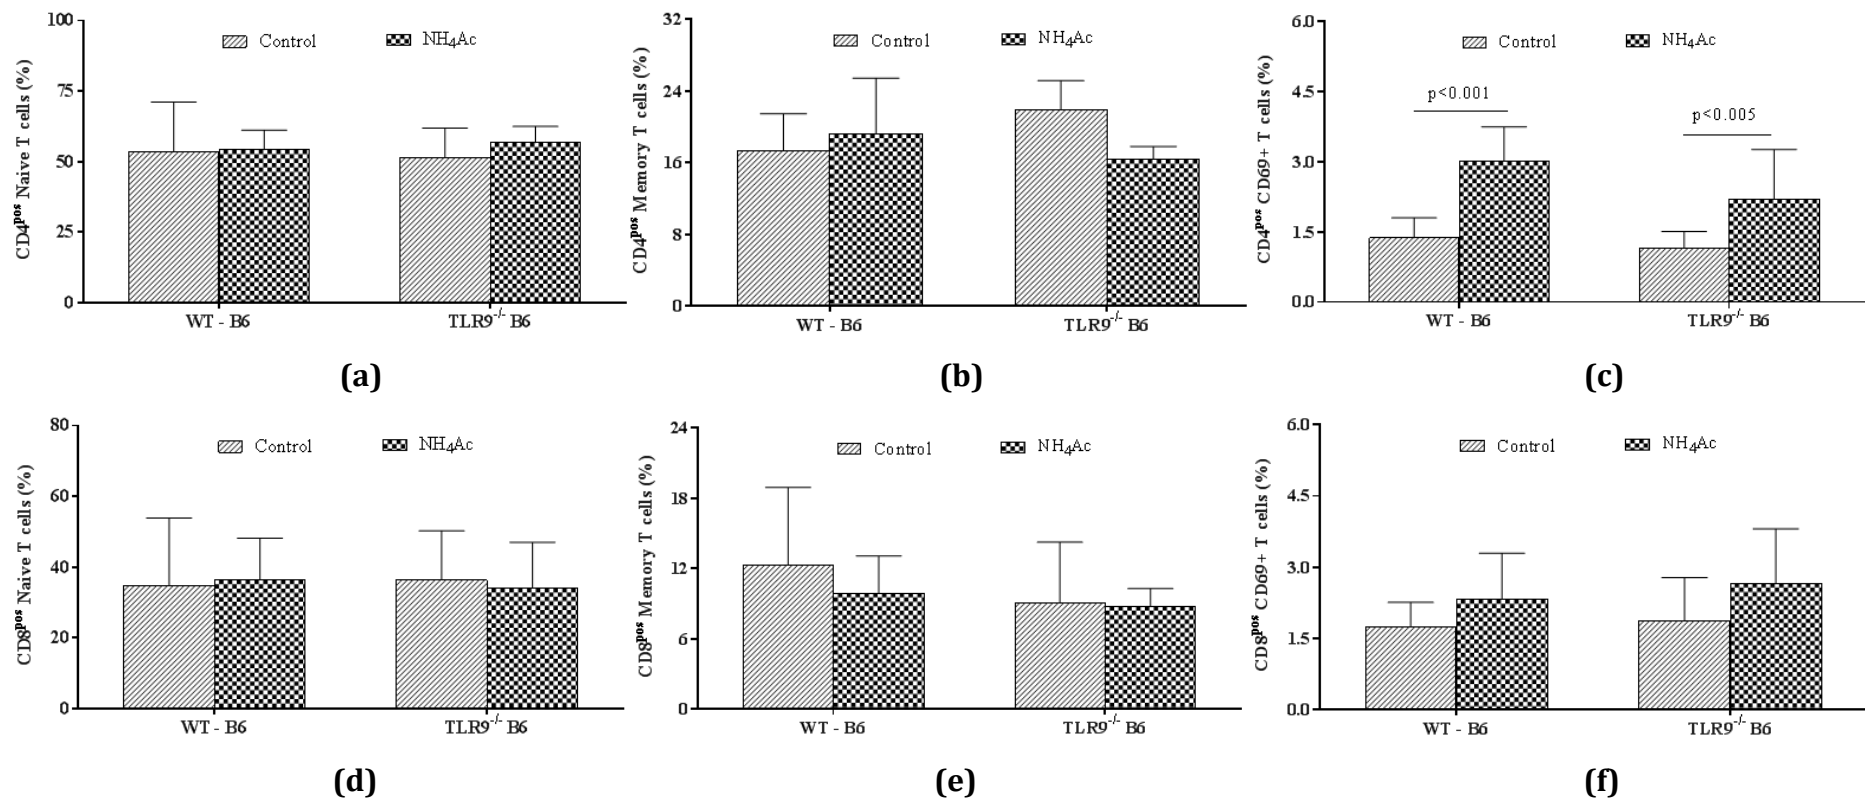 CD4pos Naive T cells (%)
100
75
50
25
0
Control
NH4Ac
WT - B6
TLR9-/- B6
(a)
CD4pos Memory T cells (%)
32
24
16
8
0
Control
NH4Ac
WT - B6
TLR9-/- B6
(b)
CD4pos CD69+ T cells (%)
6.0
4.5
3.0
1.5
0.0
Control
NH4Ac
p<0.001
p<0.005
WT - B6
TLR9-/- B6
(c)
CD8pos Naive T cells (%)
80
60
40
20
0
Control
NH4Ac
WT - B6
TLR9-/- B6
(d)
CD8pos Memory T cells (%)
24
18
12
6
0
Control
NH4Ac
WT - B6
TLR9-/- B6
(e)
CD8pos CD69+ T cells (%)
6.0
4.5
3.0
1.5
0.0
Control
NH4Ac
WT - B6
TLR9-/- B6
(f)